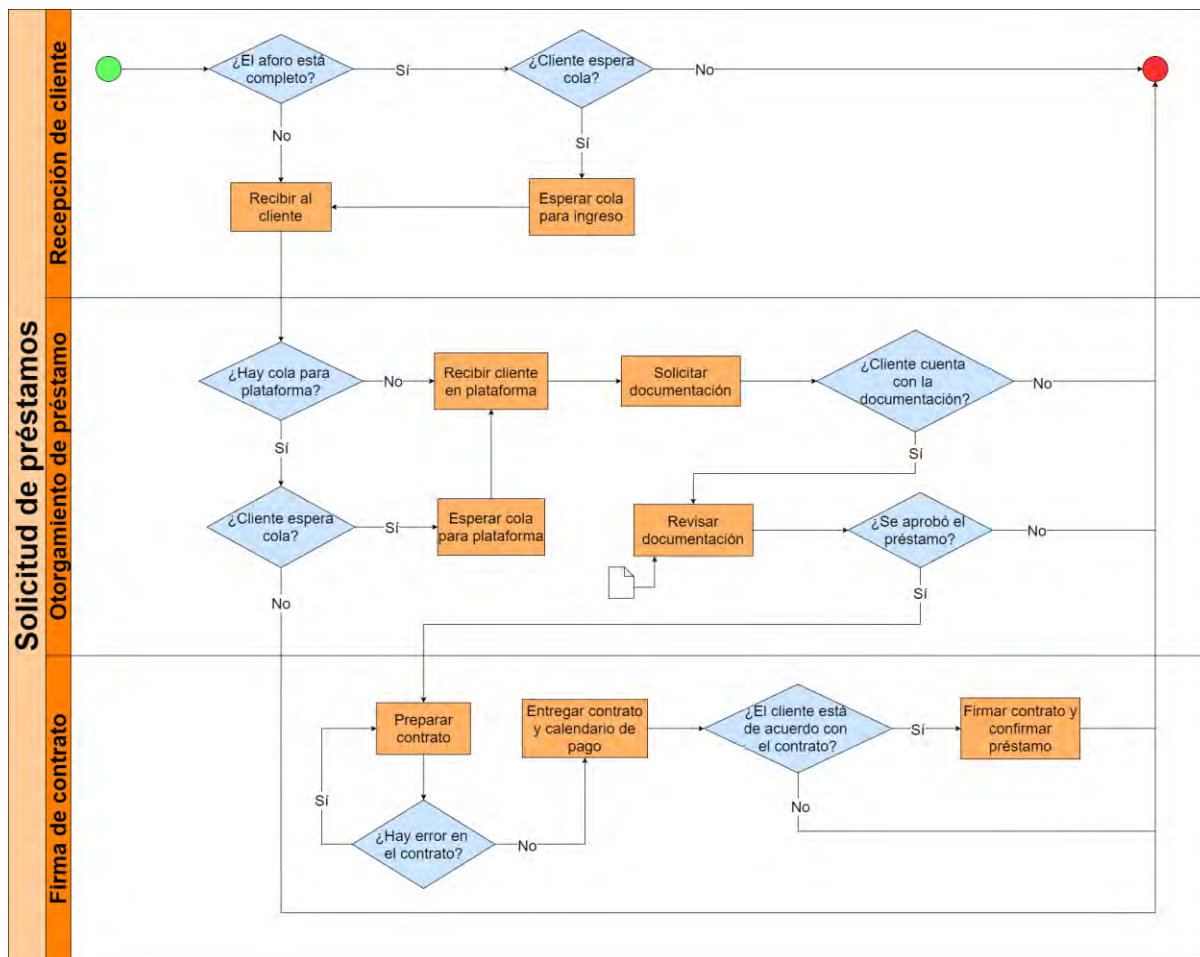 Solicitud de préstamos
Recepción de cliente
¿El aforo está
completo?
Sí
¿Cliente espera
cola?
No
No
Sí
Recibir al
cliente
Esperar cola
para ingreso
Otorgamiento de préstamo
¿Hay cola para
plataforma?
No
Recibir cliente
en plataforma
Solicitar
documentación
¿Cliente cuenta
con la
documentación?
No
Sí
Sí
¿Cliente espera
cola?
Sí
Esperar cola
para plataforma
Revisar
documentación
¿Se aprobó el
préstamo?
No
No
Sí
Firma de contrato
Preparar
contrato
Entregar contrato
y calendario de
pago
¿El cliente está
de acuerdo con
el contrato?
Sí
Firmar contrato y
confirmar
préstamo
Sí
¿Hay error en
el contrato?
No
No